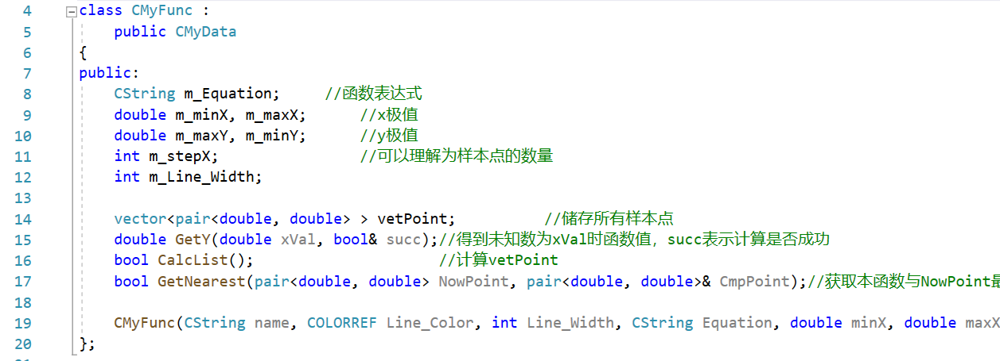 4 class CMyFunc :
5 public CMyData
6 {
7 public:
8 CString m_Equation; //函数表达式
9 double m_minX, m_maxX; //x极值
10 double m_maxY, m_minY; //y极值
11 int m_stepX; //可以理解为样本点的数量
12 int m_Line_Width;
13
14 vector<pair<double, double> > vetPoint; //储存所有样本点
15 double GetY(double xVal, bool& succ);//得到未知数为xVal时函数值，succ表示计算是否成功
16 bool CalcList(); //计算vetPoint
17 bool GetNearest(pair<double, double> NowPoint, pair<double, double>& CmpPoint);//获取本函数与NowPoint最
18
19 CMyFunc(CString name, COLORREF Line_Color, int Line_Width, CString Equation, double minX, double maxX
20 };